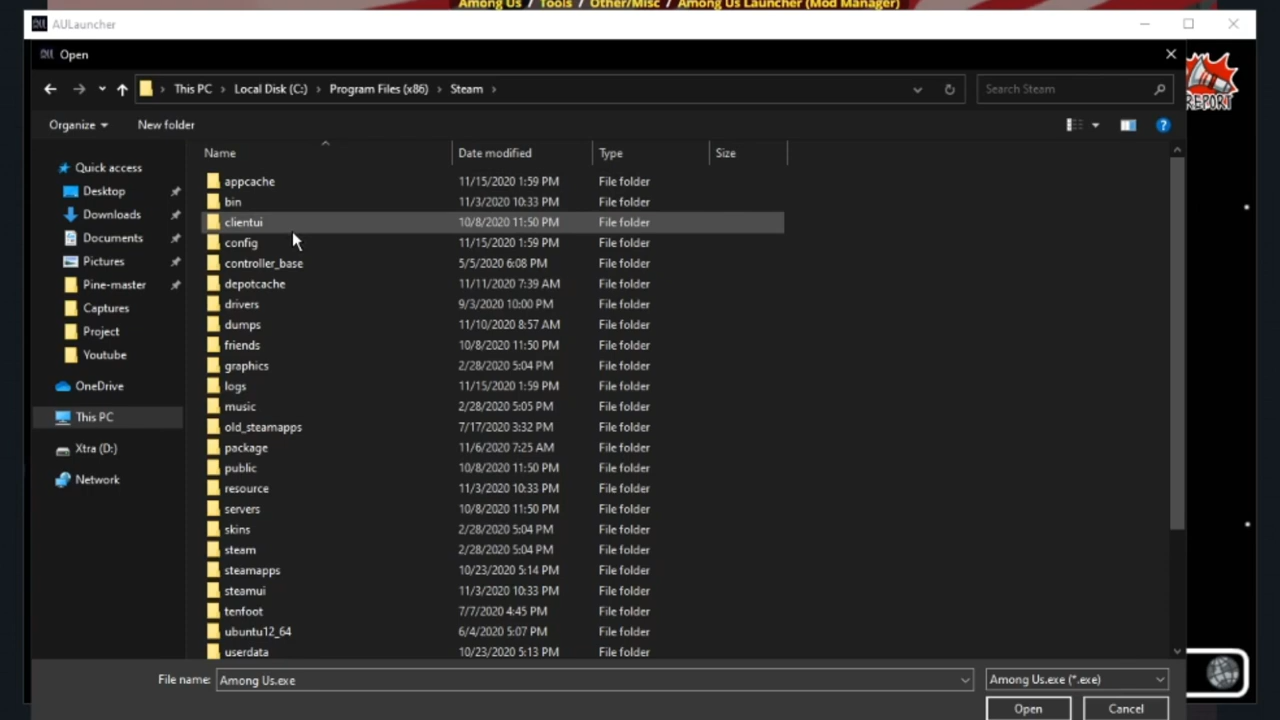 Among Us / Tools / Other/Misc / Among Us Launcher (Mod Manager)
AULauncher
Open
This PC > Local Disk (C:) > Program Files (x86) > Steam >
Search Steam
Organize
New folder
Name Date modified Type Size
Quick access
Desktop
Downloads
Documents
Pictures
Pine-master
Captures
Project
Youtube
OneDrive
This PC
Xtra (D:)
Network
appcache 11/15/2020 1:59 PM File folder
bin 11/3/2020 10:33 PM File folder
clientui 10/8/2020 11:50 PM File folder
config 11/15/2020 1:59 PM File folder
controller_base 5/5/2020 6:08 PM File folder
depotcache 11/11/2020 7:39 AM File folder
drivers 9/3/2020 10:00 PM File folder
dumps 11/10/2020 8:57 AM File folder
friends 10/8/2020 11:50 PM File folder
graphics 2/28/2020 5:04 PM File folder
logs 11/15/2020 1:59 PM File folder
music 2/28/2020 5:05 PM File folder
old_steamapps 7/17/2020 3:32 PM File folder
package 11/6/2020 7:25 AM File folder
public 10/8/2020 11:50 PM File folder
resource 11/3/2020 10:33 PM File folder
servers 10/8/2020 11:50 PM File folder
skins 2/28/2020 5:04 PM File folder
steam 2/28/2020 5:04 PM File folder
steamapps 10/23/2020 5:14 PM File folder
steamui 11/3/2020 10:33 PM File folder
tenfoot 7/7/2020 4:45 PM File folder
ubuntu12_64 6/4/2020 5:07 PM File folder
userdata 10/23/2020 5:13 PM File folder
REPORT
File name: Among Us.exe
Among Us.exe (*.exe)
Open
Cancel